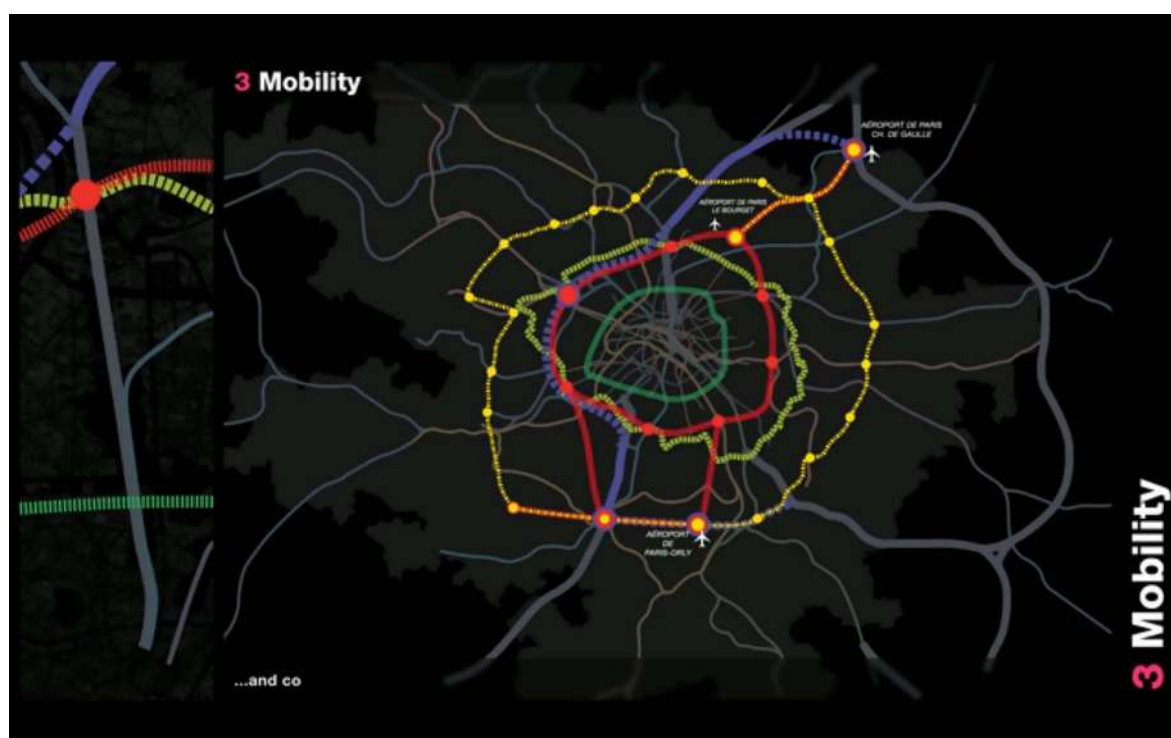 3 Mobility
AÉROPORT DE PARIS
CH. DE GAULLE
AÉROPORT DE PARIS
LE BOURGET
AÉROPORT
DE
PARIS-ORLY
...and co
3 Mobility